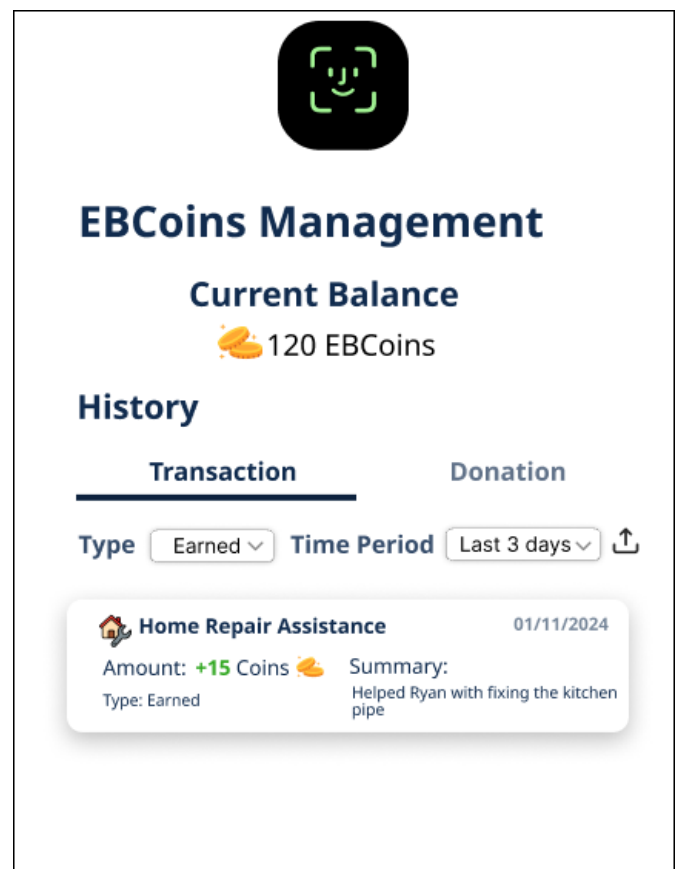 EBCoins Management
Current Balance
120 EBCoins
History
Transaction Donation
Type Earned Time Period Last 3 days
Home Repair Assistance 01/11/2024
Amount: +15 Coins Summary:
Type: Earned Helped Ryan with fixing the kitchen
pipe